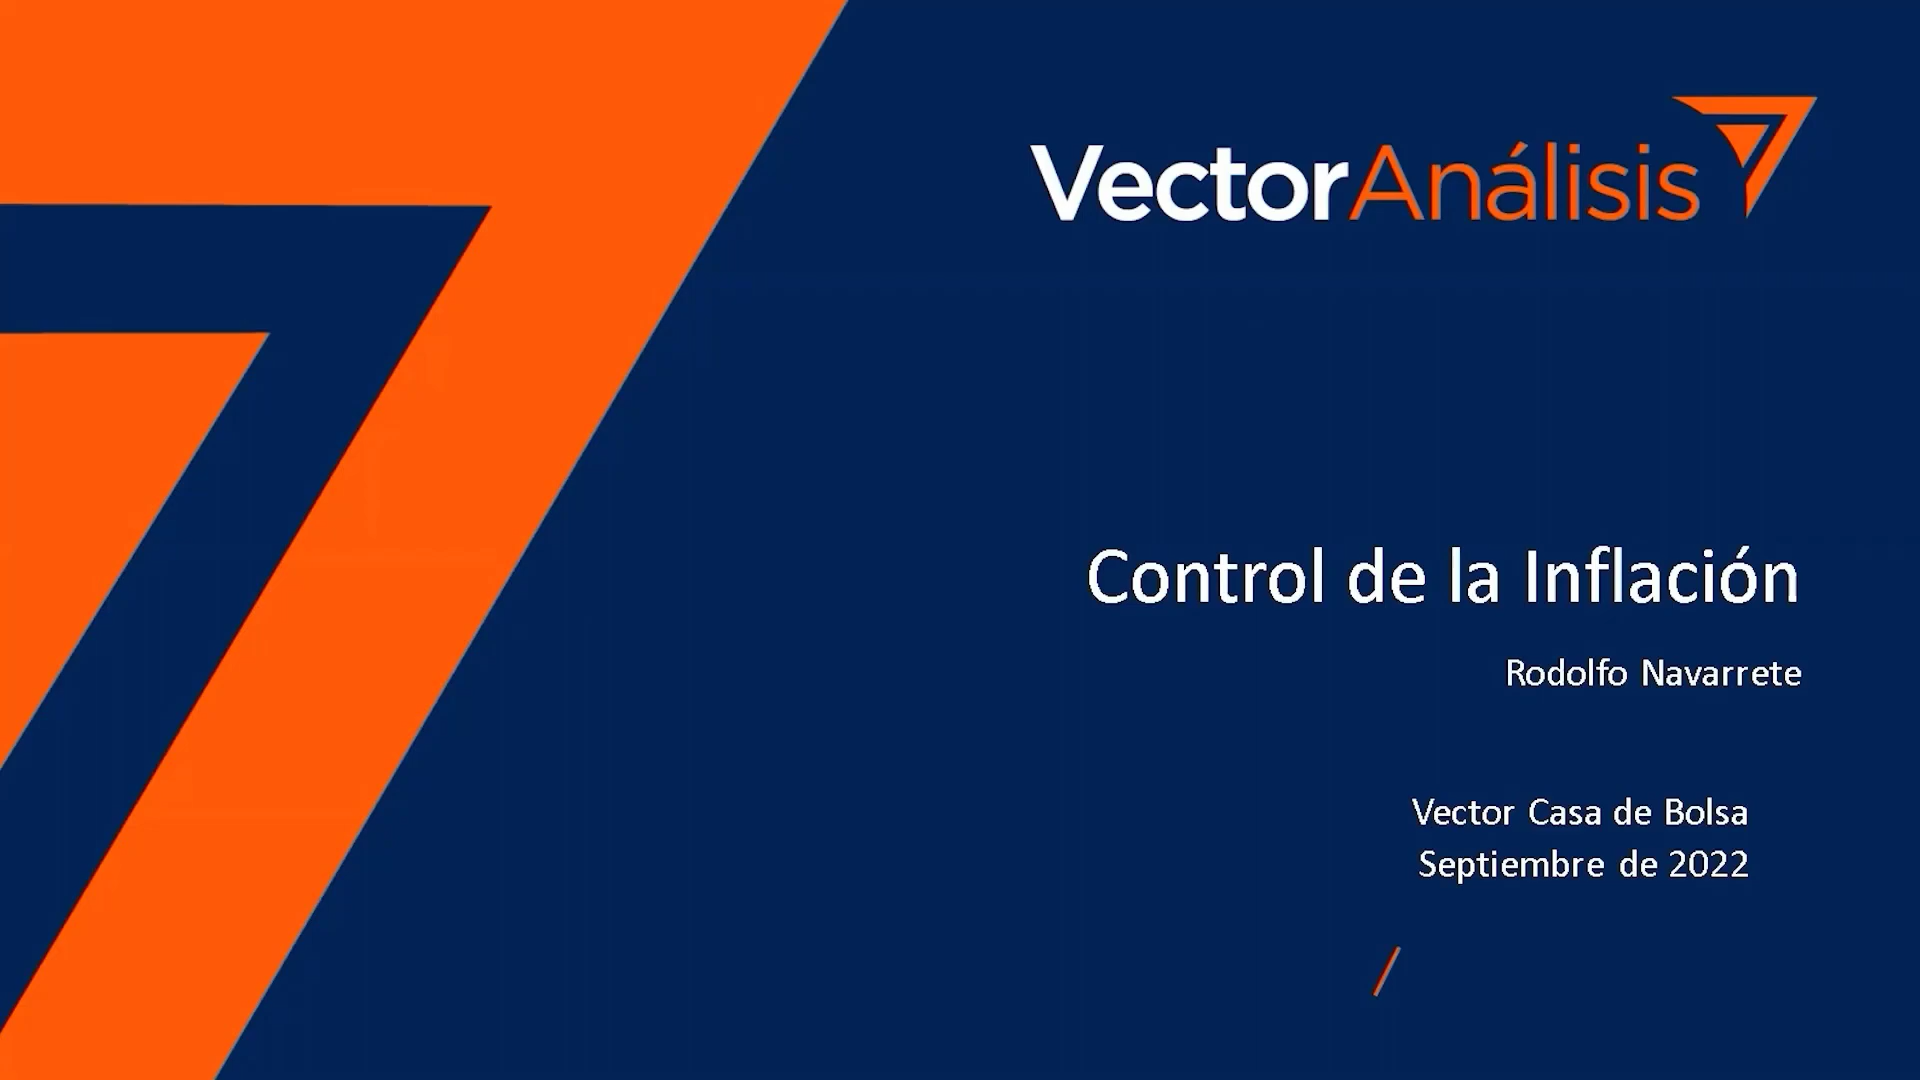 VectorAnálisis
Control de la Inflación
Rodolfo Navarrete
Vector Casa de Bolsa
Septiembre de 2022